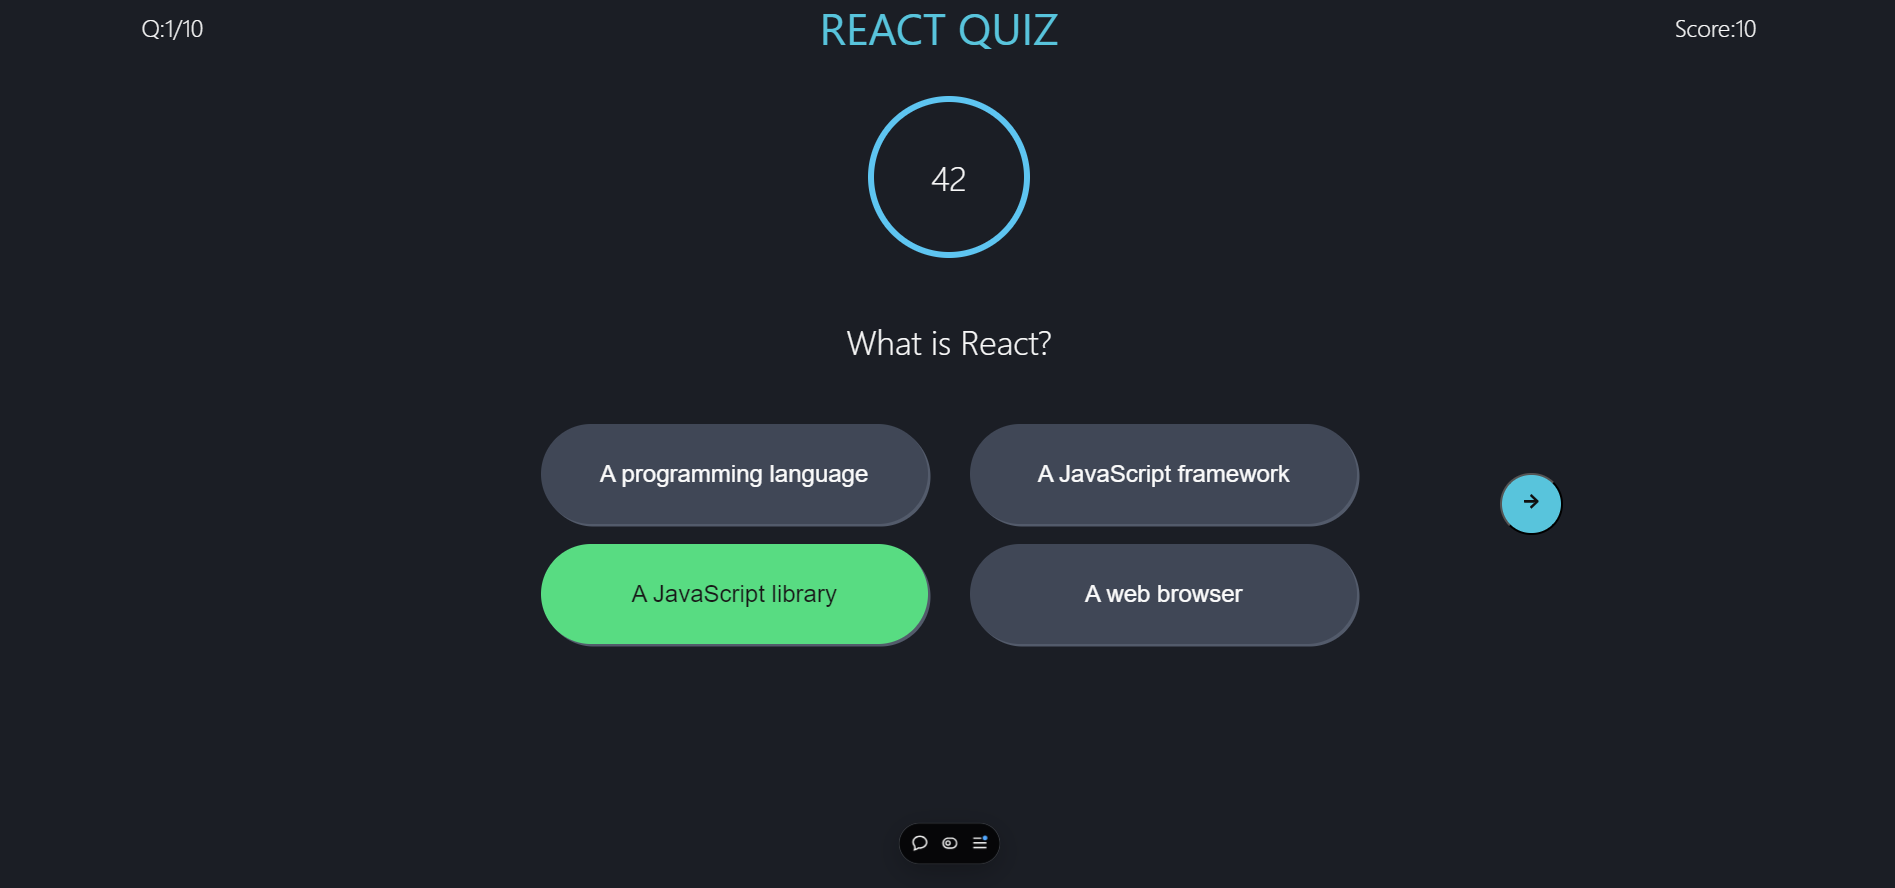 Q:1/10
REACT QUIZ
Score:10
42
What is React?
A programming language
A JavaScript framework
A JavaScript library
A web browser